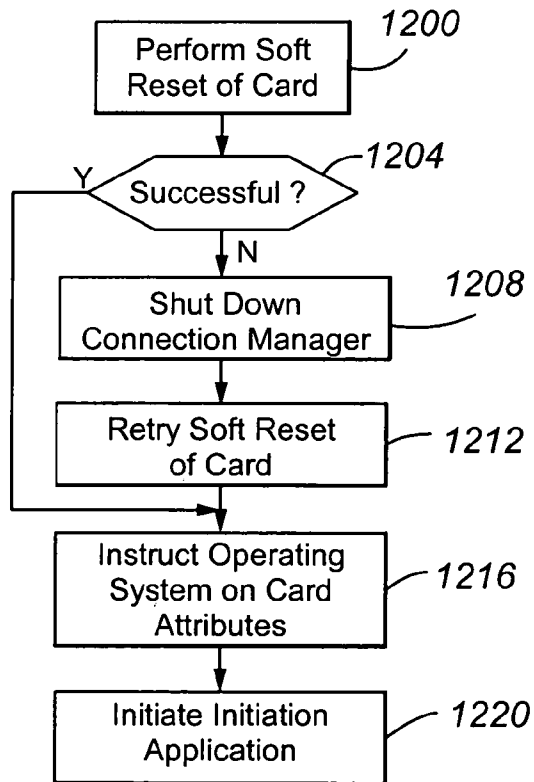 1200
Perform Soft
Reset of Card
1204
Y
Successful ?
N
1208
Shut Down
Connection Manager
Retry Soft Reset
of Card
1212
Instruct Operating
System on Card
Attributes
1216
Initiate Initiation
Application
1220